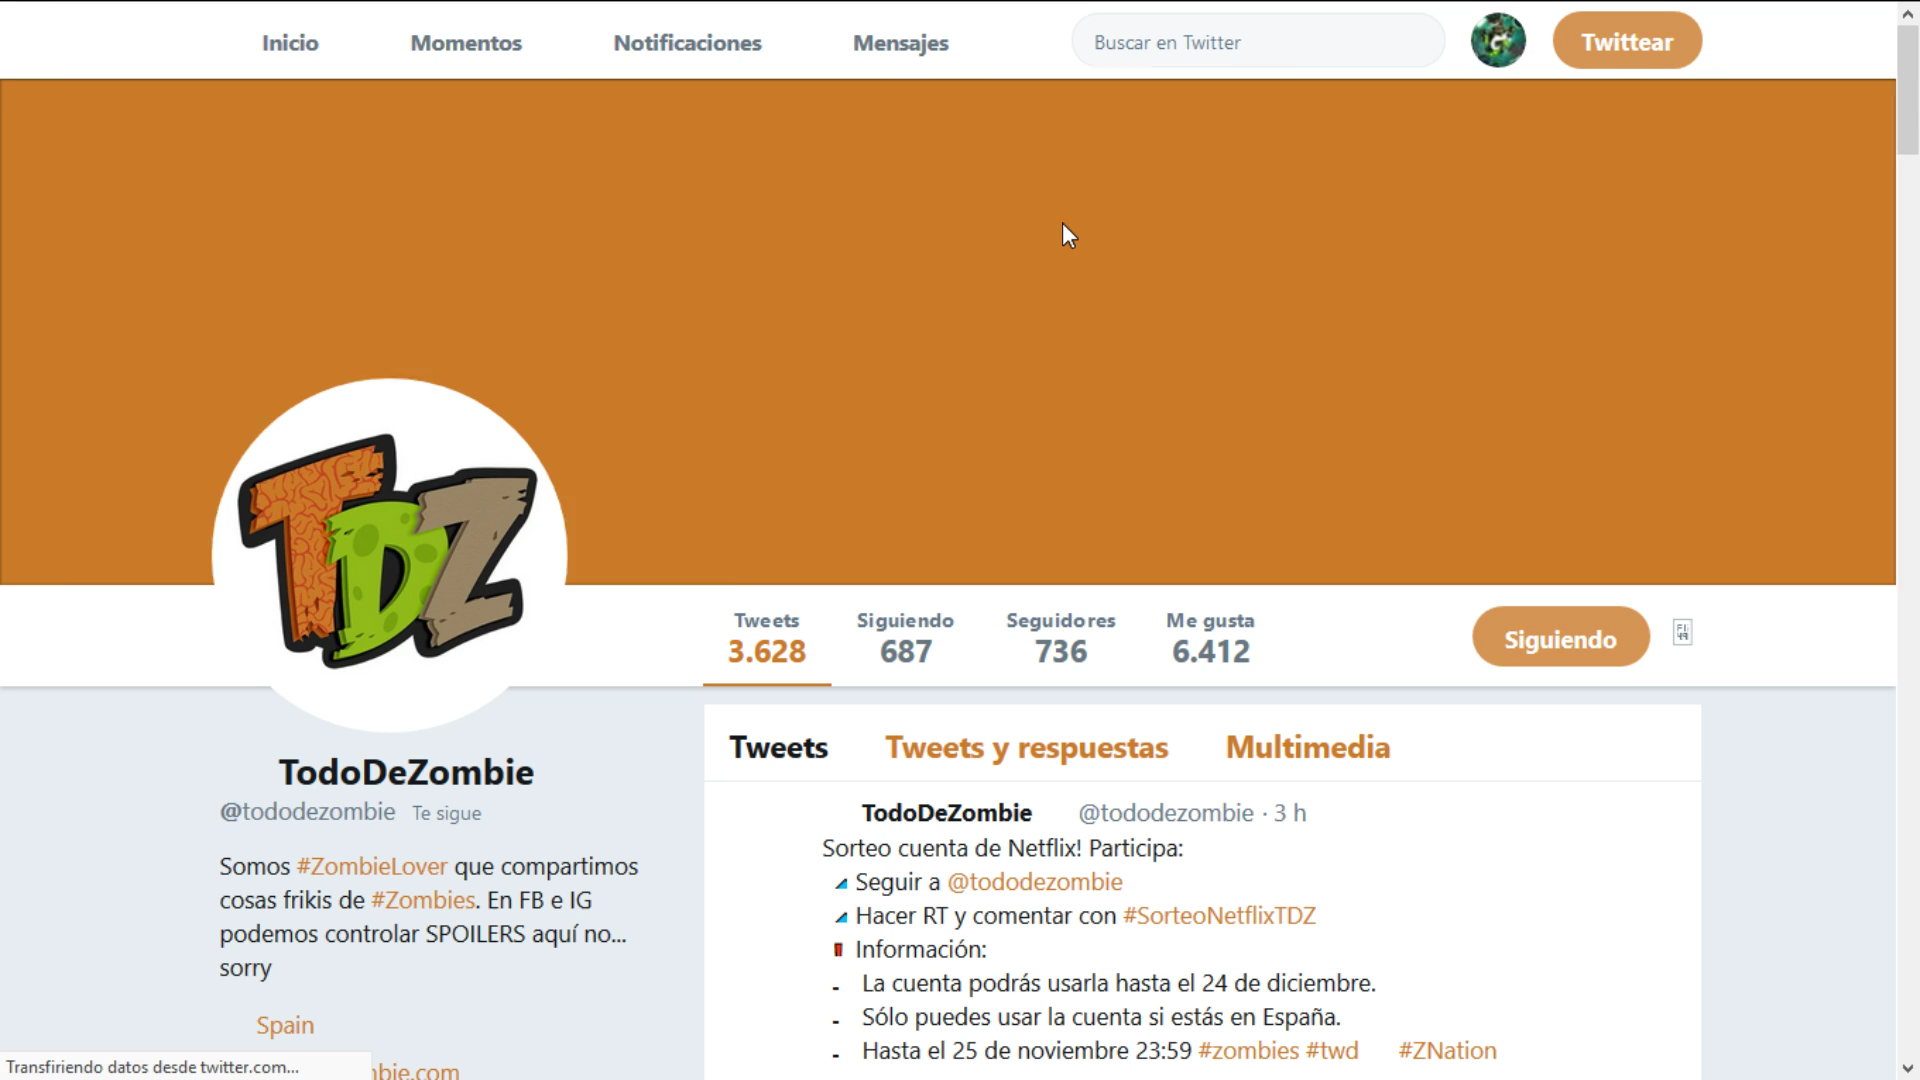 Inicio Momentos Notificaciones Mensajes Buscar en Twitter Twittear
TDZ
Tweets Siguiendo Seguidores Me gusta
3.628 687 736 6.412
Siguiendo
TododeZombie
@tododezombie Te sigue
Somos #ZombieLover que compartimos
cosas frikis de #Zombies. En FB e IG
podemos controlar SPOILERS aquí no...
sorry
Spain
bie.com
Tweets Tweets y respuestas Multimedia
TodoDeZombie @tododezombie · 3 h
Sorteo cuenta de Netflix! Participa:
Seguir a @tododezombie
Hacer RT y comentar con #SorteoNetflixTDZ
Información:
- La cuenta podrás usarla hasta el 24 de diciembre.
- Sólo puedes usar la cuenta si estás en España.
- Hasta el 25 de noviembre 23:59 #zombies #twd #ZNation
Transfiriendo datos desde twitter.com...